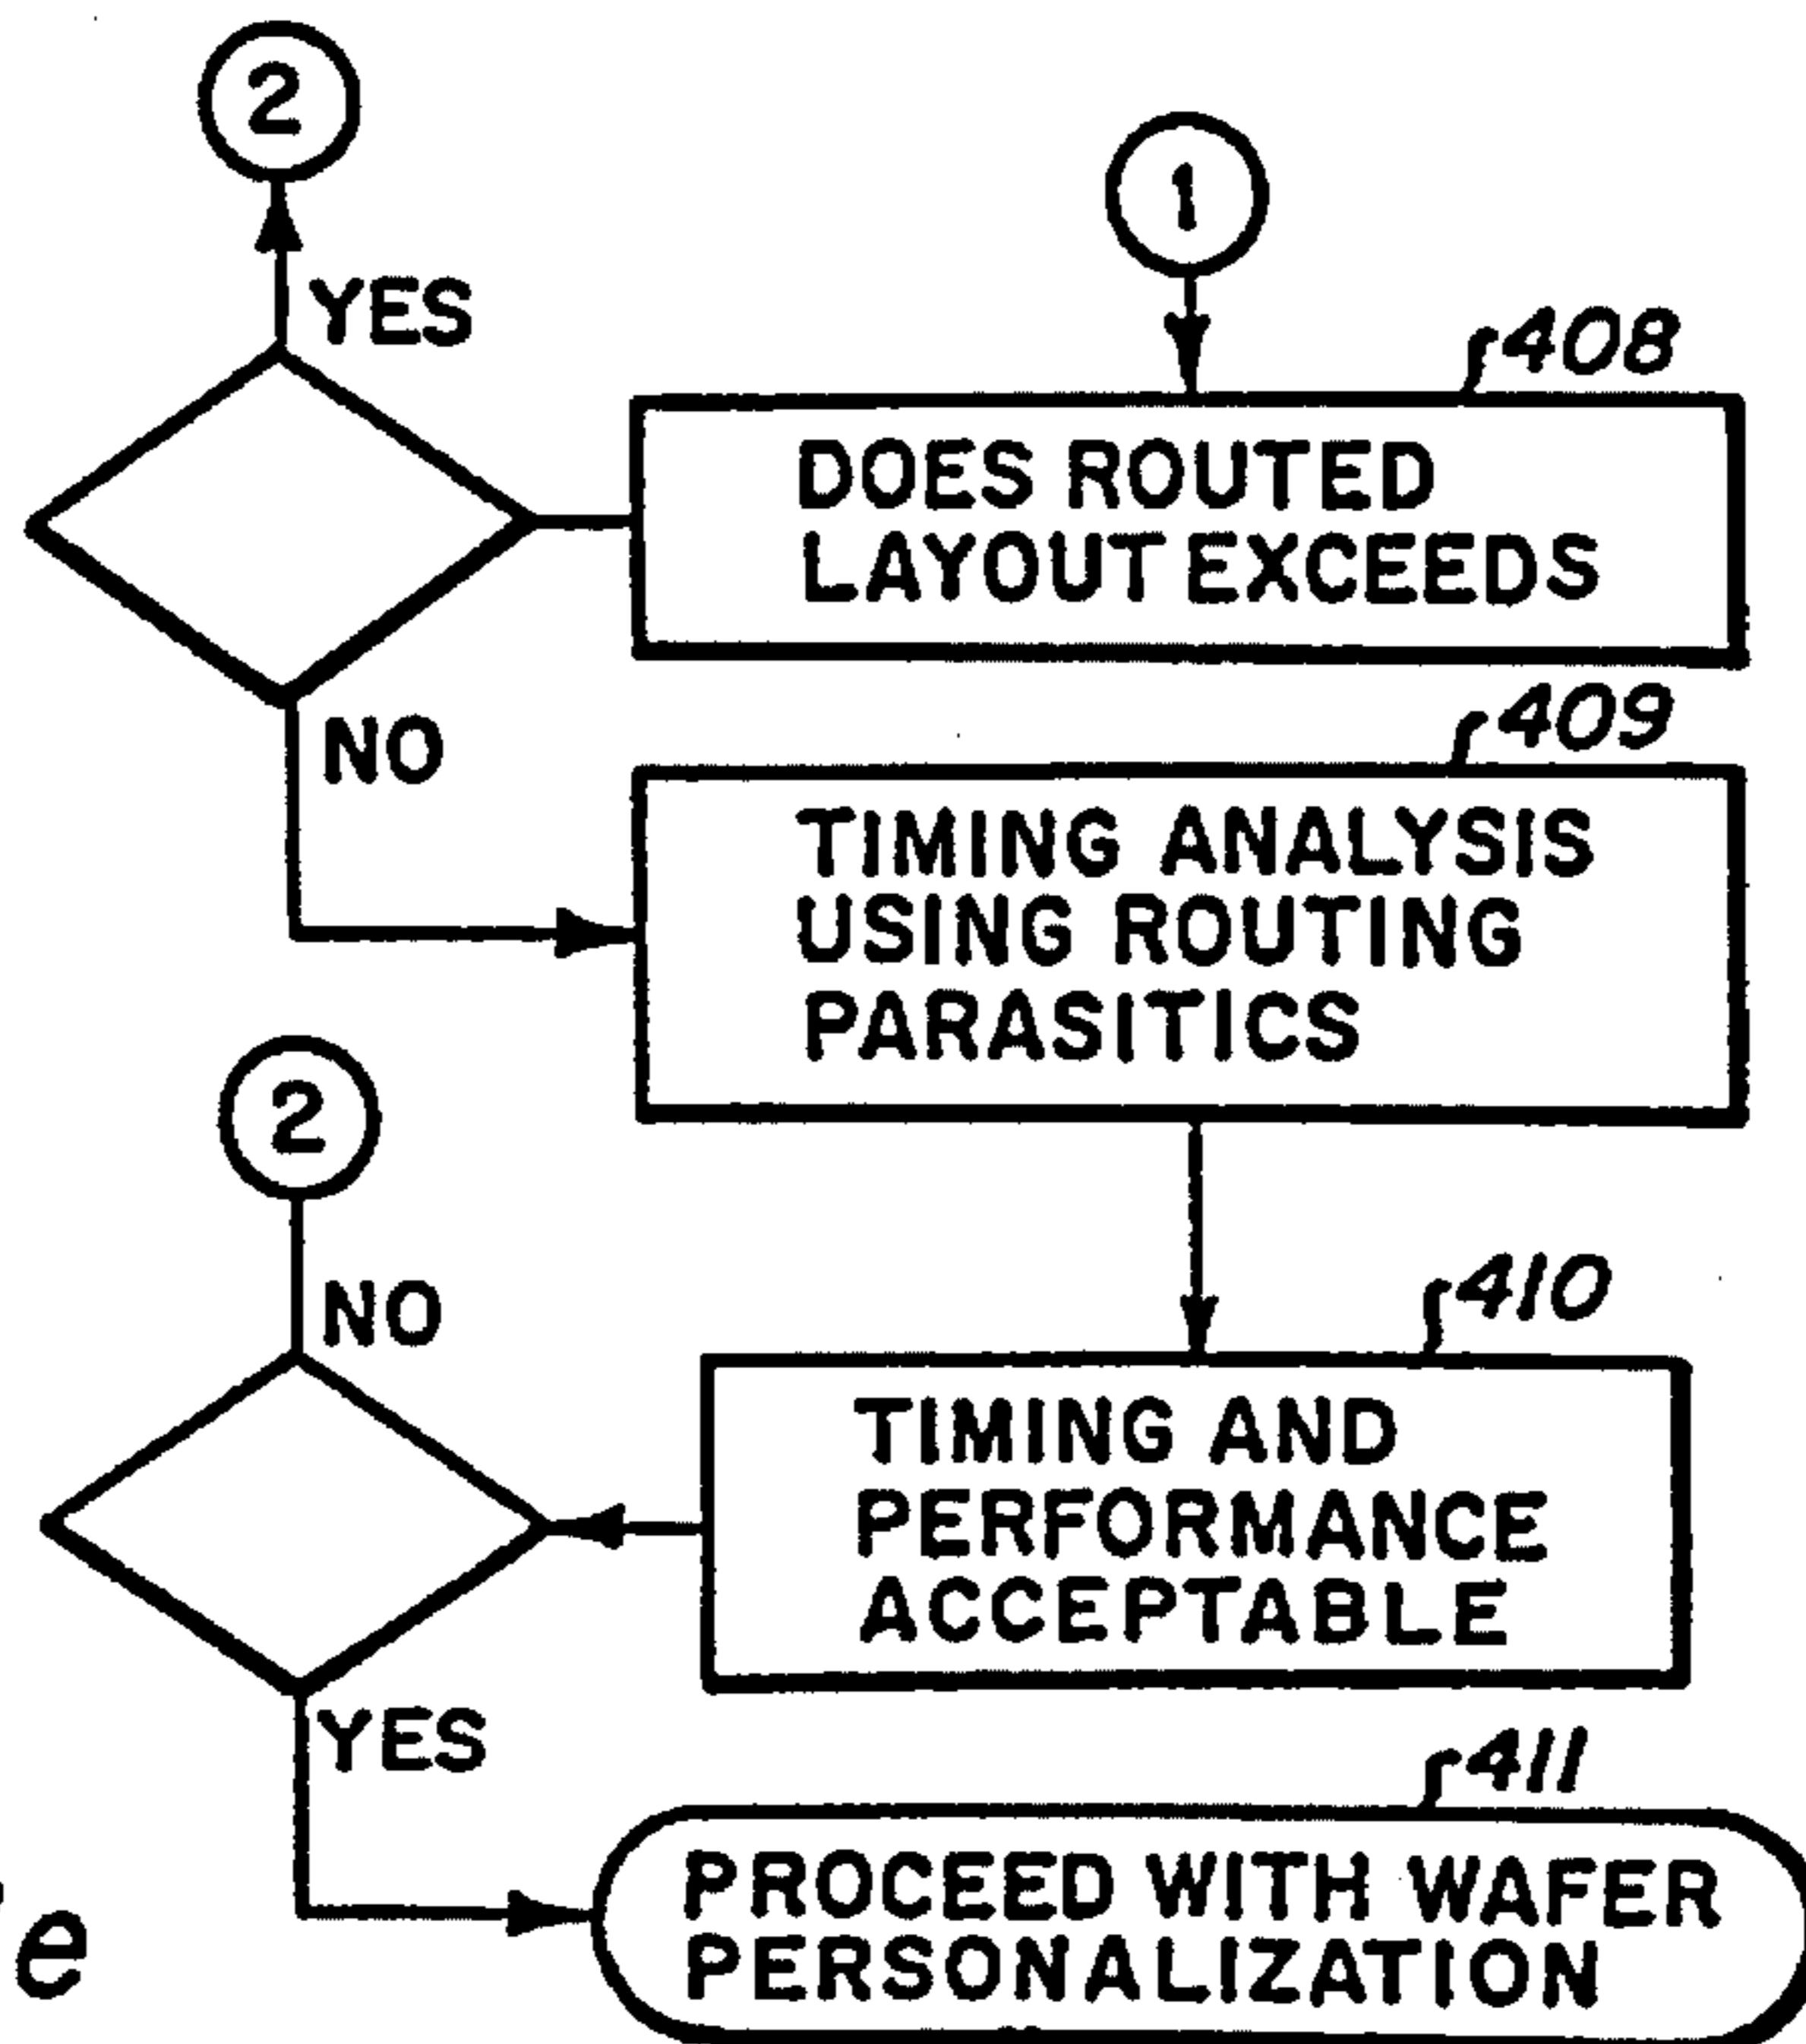 2
1
YES
408
DOES ROUTED
LAYOUT EXCEEDS
NO
409
TIMING ANALYSIS
USING ROUTING
PARASITICS
2
NO
410
TIMING AND
PERFORMANCE
ACCEPTABLE
YES
411
PROCEED WITH WAFER
PERSONALIZATION
e